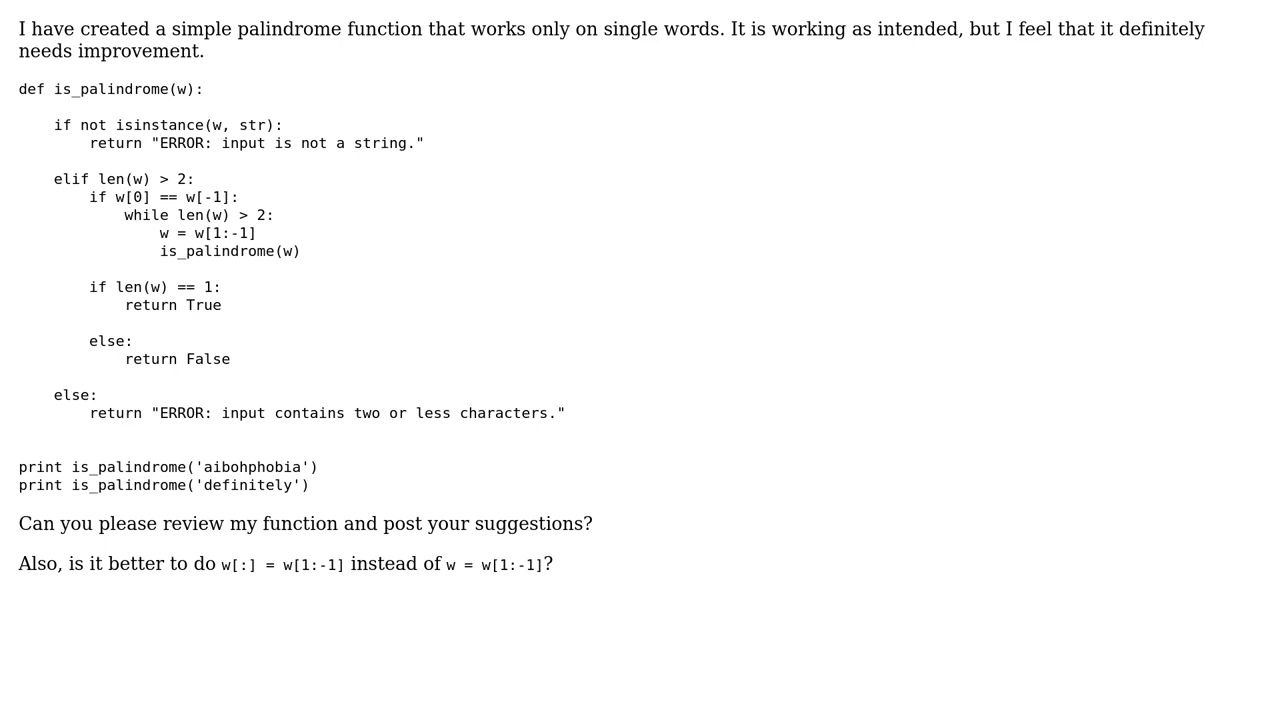 I have created a simple palindrome function that works only on single words. It is working as intended, but I feel that it definitely
needs improvement.
def is_palindrome(w):
    if not isinstance(w, str):
        return "ERROR: input is not a string."
    elif len(w) > 2:
        if w[0] == w[-1]:
            while len(w) > 2:
                w = w[1:-1]
                is_palindrome(w)
        if len(w) == 1:
            return True
        else:
            return False
    else:
        return "ERROR: input contains two or less characters."
print is_palindrome('aibohphobia')
print is_palindrome('definitely')
Can you please review my function and post your suggestions?
Also, is it better to do w[:] = w[1:-1] instead of w = w[1:-1]?